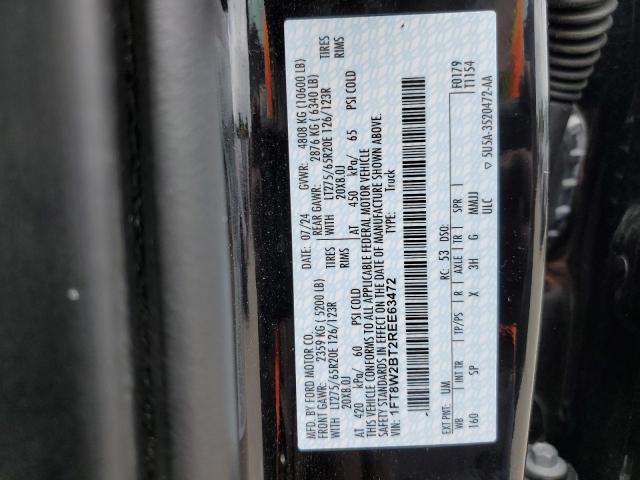 MFD. BY FORD MOTOR CO.
DATE: 07/24 GVWR: 4808 KG (10600 LB)
FRONT GAWR: 2359 KG (5200 LB) REAR GAWR: 2876 KG (6340 LB)
WITH LT275/65R20E 126/123R TIRES WITH LT275/65R20E 126/123R TIRES
20X8.0J RIMS 20X8.0J RIMS
AT 420 kPa/ 60 PSI COLD AT 450 kPa/ 65 PSI COLD
THIS VEHICLE CONFORMS TO ALL APPLICABLE FEDERAL MOTOR VEHICLE
SAFETY STANDARDS IN EFFECT ON THE DATE OF MANUFACTURE SHOWN ABOVE.
VIN: 1FT8W2BT2REE63472 TYPE: Truck
F0179
T1154
EXT PNT: UM RC: 53 DSO:
WB INT TR TP/PS R AXLE TR SPR
160 SP X 3H G MMJJ
ULC 5U5A-3520472-AA